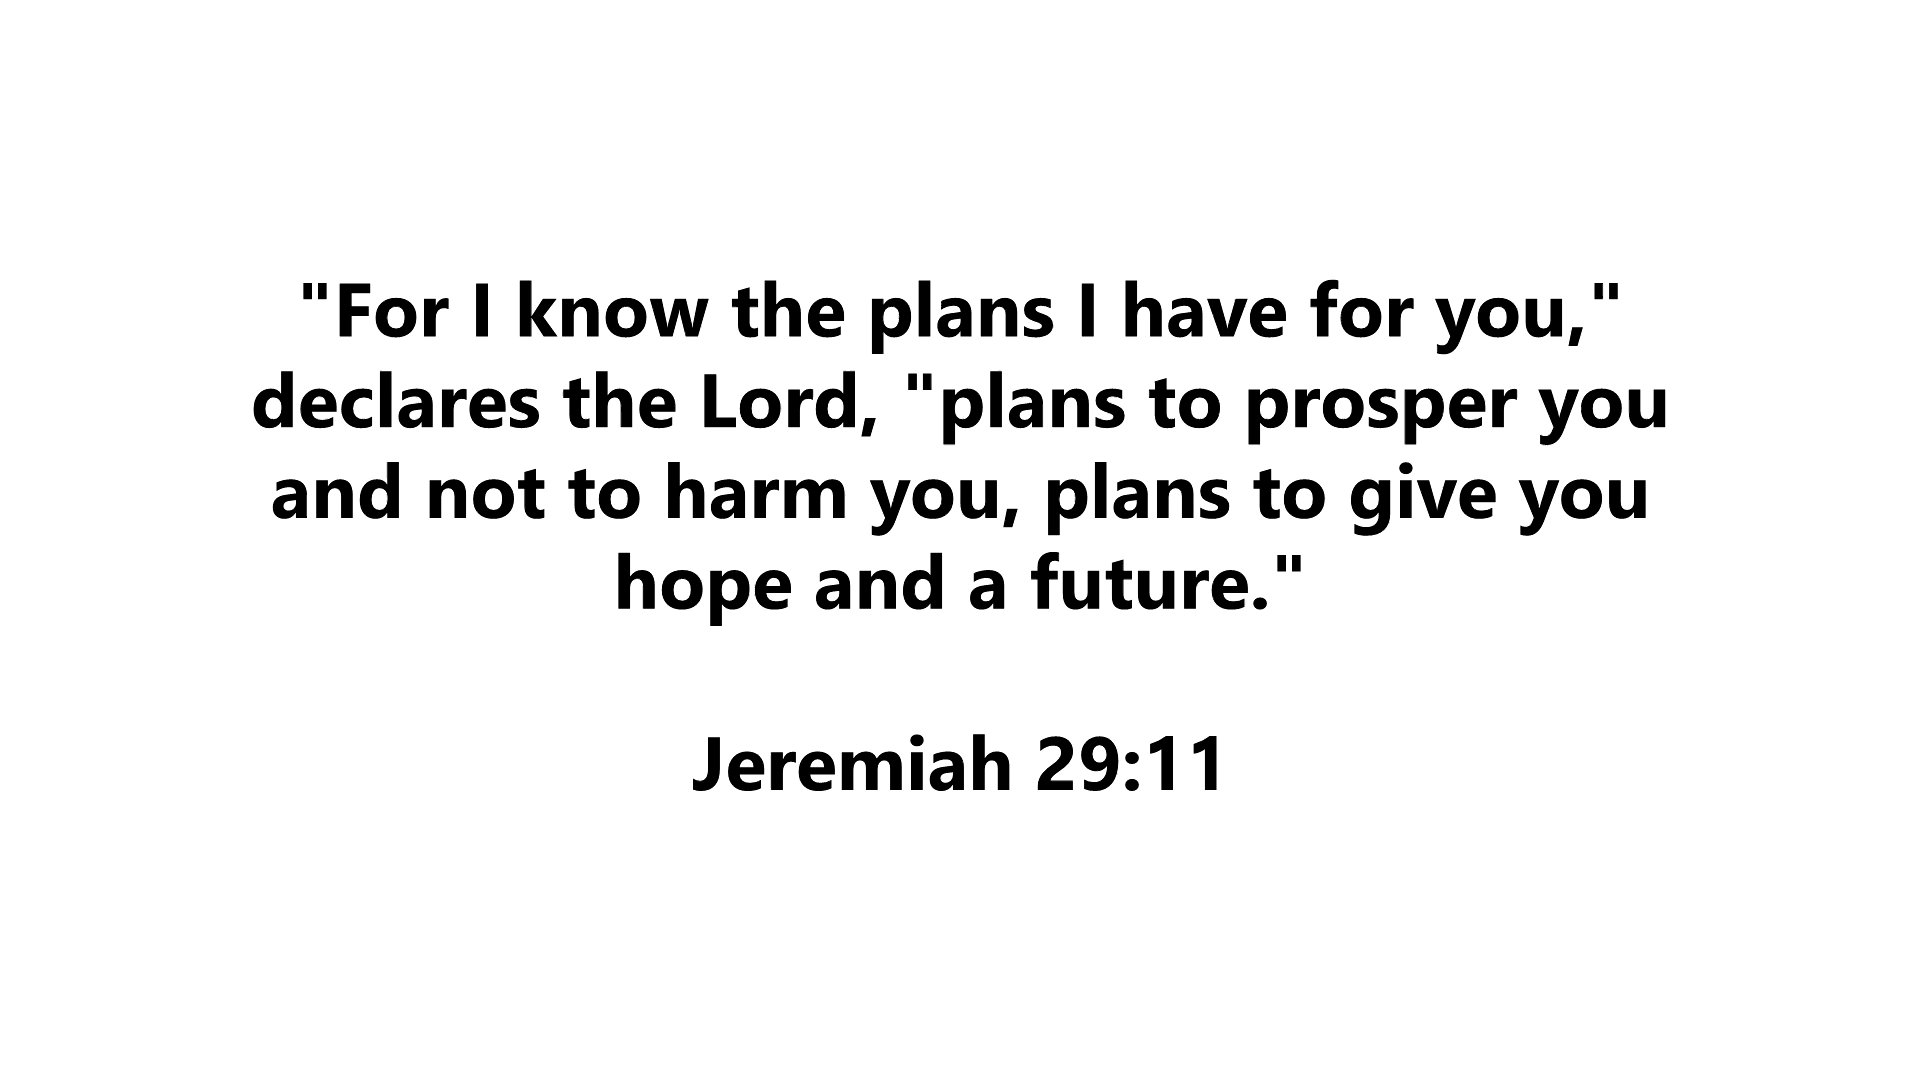 "For I know the plans I have for you,"
declares the Lord, "plans to prosper you
and not to harm you, plans to give you
hope and a future."
Jeremiah 29:11